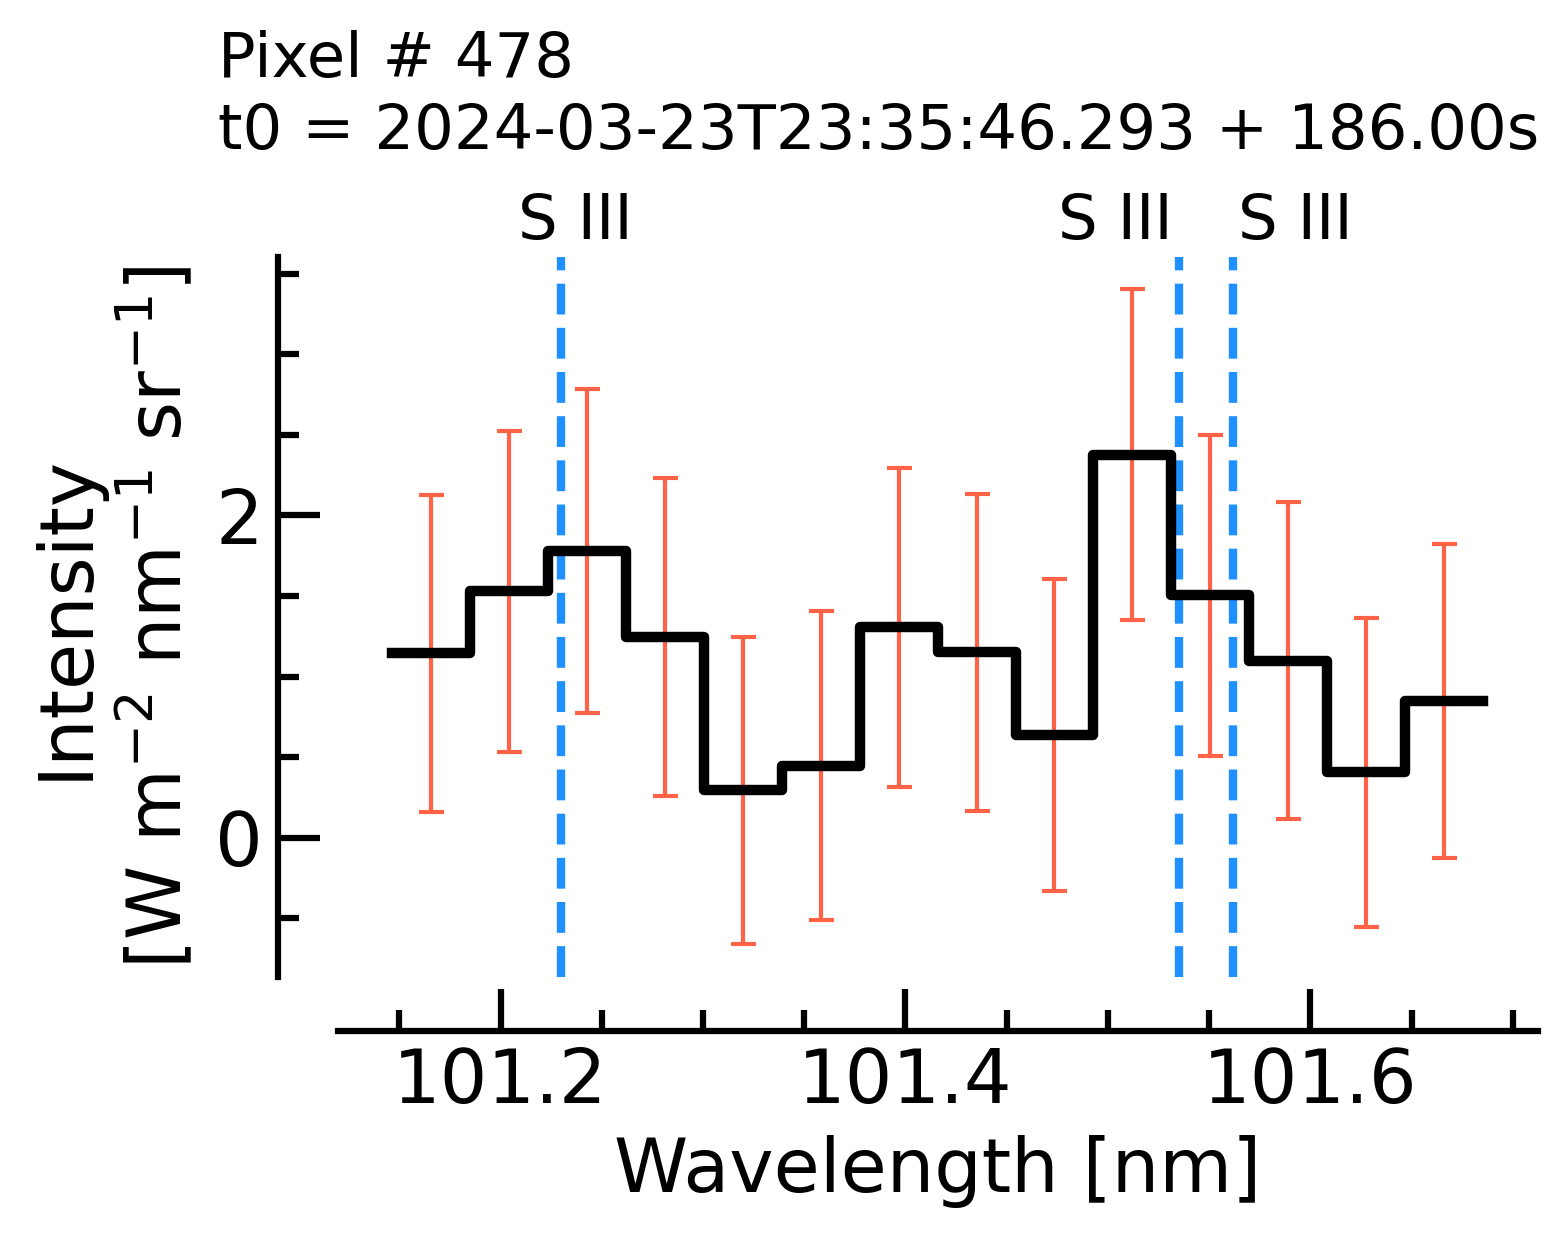 Pixel # 478
t0 = 2024-03-23T23:35:46.293 + 186.00s
S III S III S III
Intensity
[W m⁻² nm⁻¹ sr⁻¹]
2
0
101.2 101.4 101.6
Wavelength [nm]